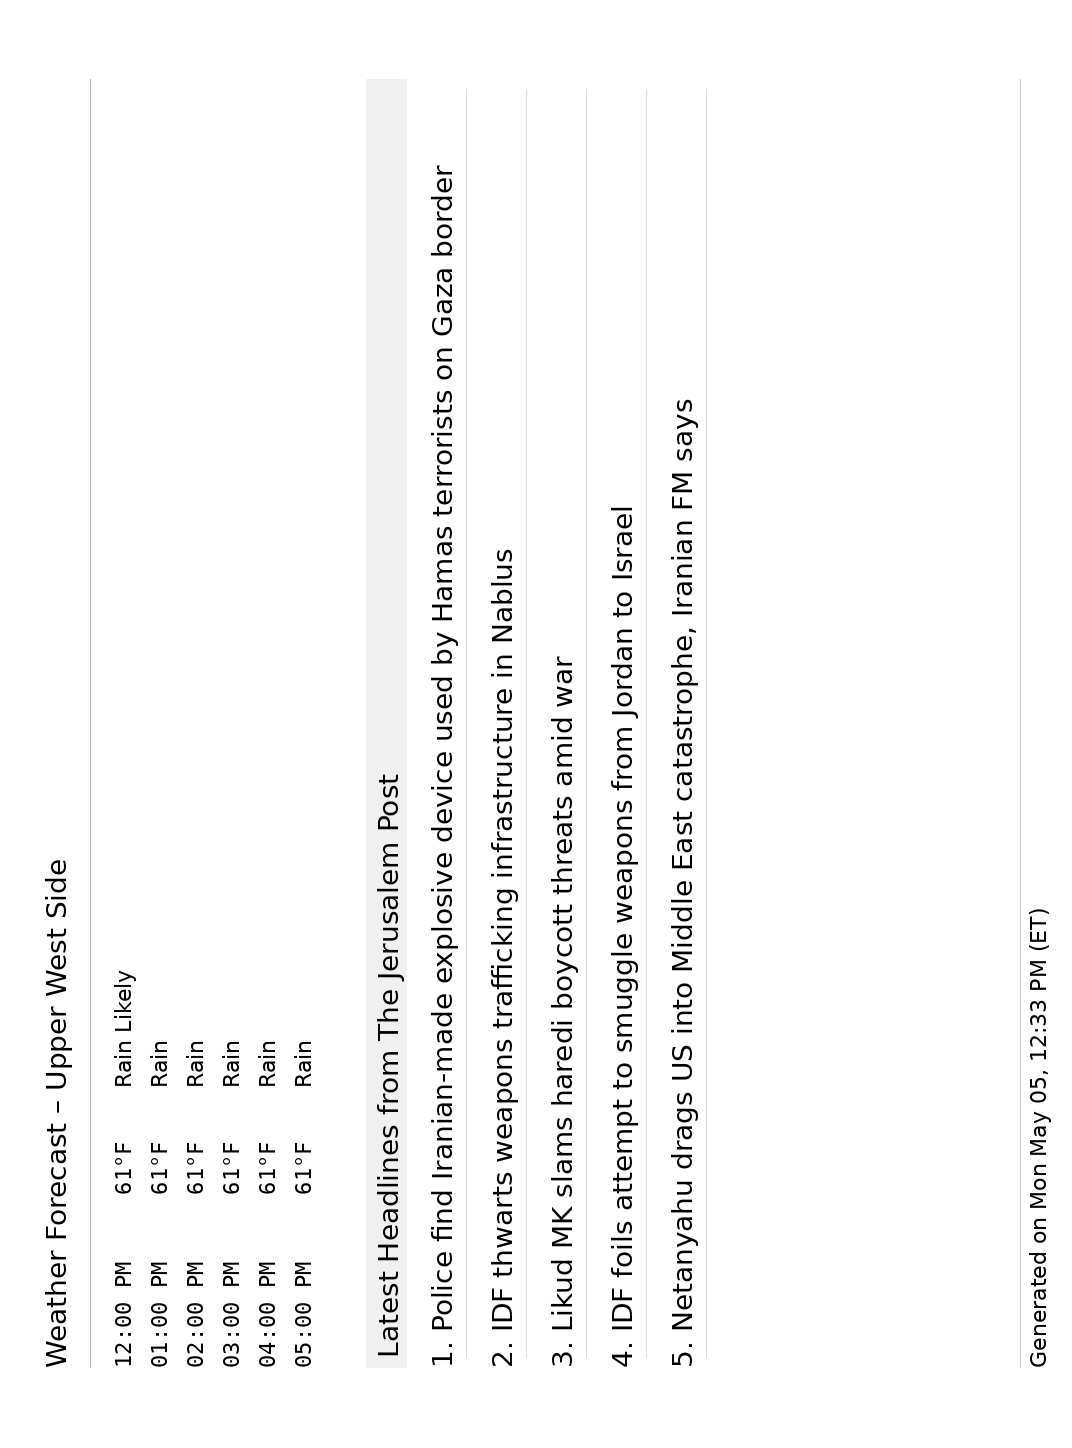 Weather Forecast – Upper West Side
12:00 PM 61°F Rain Likely
01:00 PM 61°F Rain
02:00 PM 61°F Rain
03:00 PM 61°F Rain
04:00 PM 61°F Rain
05:00 PM 61°F Rain
Latest Headlines from The Jerusalem Post
1. Police find Iranian-made explosive device used by Hamas terrorists on Gaza border
2. IDF thwarts weapons trafficking infrastructure in Nablus
3. Likud MK slams haredi boycott threats amid war
4. IDF foils attempt to smuggle weapons from Jordan to Israel
5. Netanyahu drags US into Middle East catastrophe, Iranian FM says
Generated on Mon May 05, 12:33 PM (ET)